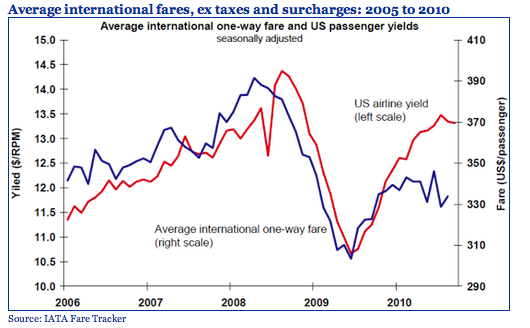 Average international fares, ex taxes and surcharges: 2005 to 2010
Average international one-way fare and US passenger yields
seasonally adjusted
15.0
14.5
14.0
13.5
13.0
12.5
12.0
11.5
11.0
10.5
10.0
Yiled ($/RPM)
US airline yield
(left scale)
Average international one-way fare
(right scale)
410
390
370
350
330
310
290
Fare (US$/passenger)
2006
2007
2008
2009
2010
Source: IATA Fare Tracker